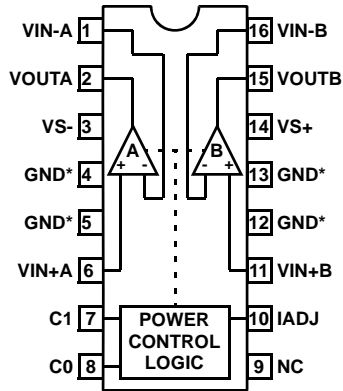 VIN-A 1 16 VIN-B
VOUTA 2 15 VOUTB
VS- 3 14 VS+
A B
+ - - +
GND* 4 13 GND*
GND* 5 12 GND*
VIN+A 6 11 VIN+B
C1 7 POWER 10 IADJ
CONTROL
C0 8 LOGIC 9 NC